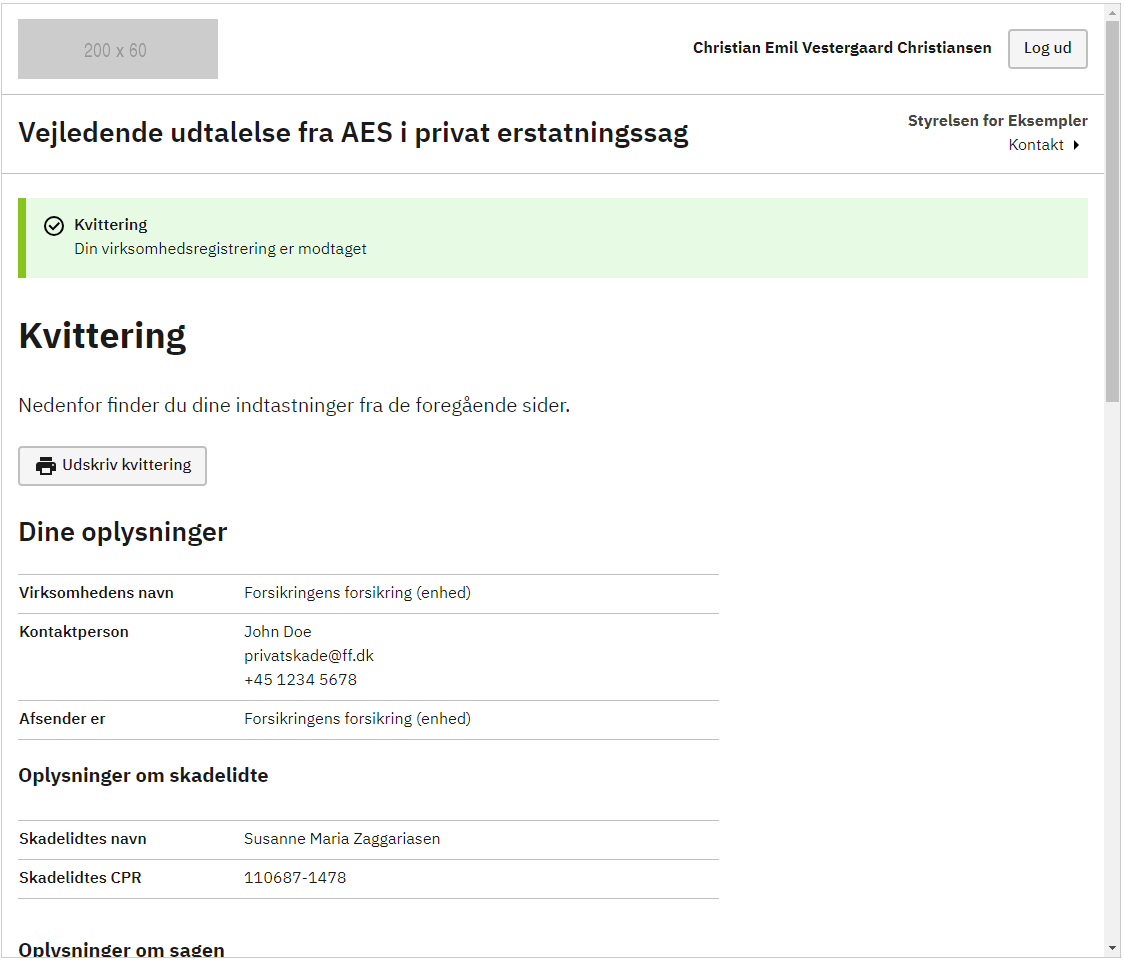 200 x 60
Christian Emil Vestergaard Christiansen
Log ud
Vejledende udtalelse fra AES i privat erstatningssag
Styrelsen for Eksempler
Kontakt
Kvittering
Din virksomhedsregistrering er modtaget
Kvittering
Nedenfor finder du dine indtastninger fra de foregående sider.
Udskriv kvittering
Dine oplysninger
Virksomhedens navn Forsikringens forsikring (enhed)
Kontaktperson John Doe
privatskade@ff.dk
+45 1234 5678
Afsender er Forsikringens forsikring (enhed)
Oplysninger om skadelidte
Skadelidtes navn Susanne Maria Zaggariasen
Skadelidtes CPR 110687-1478
Oplysninger om sagen